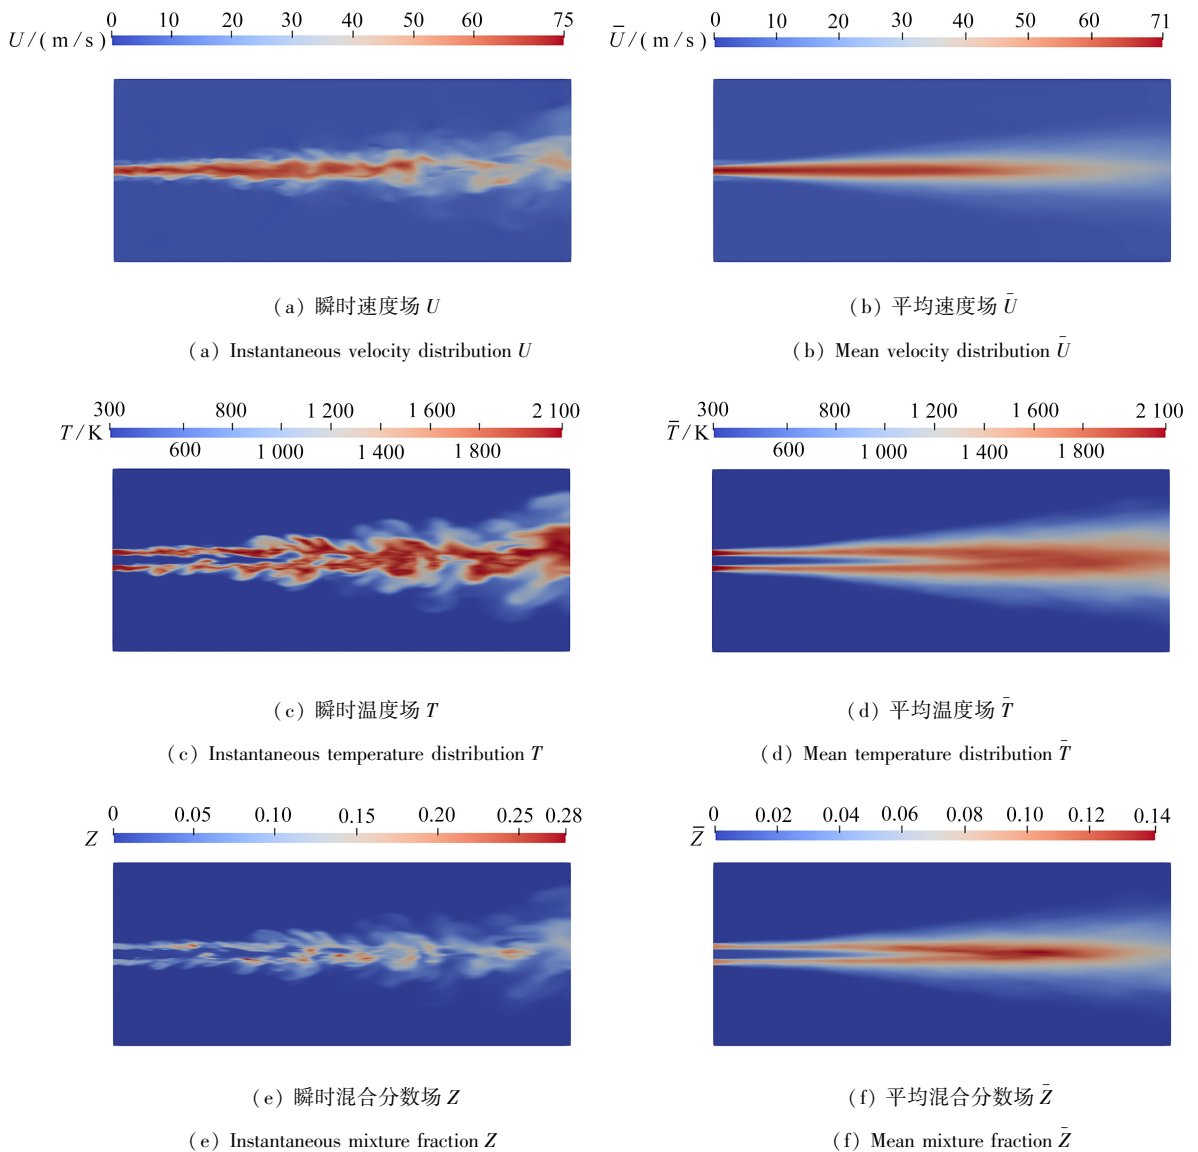 0 10 20 30 40 50 60 75
U/(m/s)
0 10 20 30 40 50 60 71
Ū/(m/s)
(a) 瞬时速度场 U
(a) Instantaneous velocity distribution U
(b) 平均速度场 Ū
(b) Mean velocity distribution Ū
300 800 1 200 1 600 2 100
T/K
600 1 000 1 400 1 800
300 800 1 200 1 600 2 100
T̄/K
600 1 000 1 400 1 800
(c) 瞬时温度场 T
(c) Instantaneous temperature distribution T
(d) 平均温度场 T̄
(d) Mean temperature distribution T̄
0 0.05 0.10 0.15 0.20 0.25 0.28
Z
0 0.02 0.04 0.06 0.08 0.10 0.12 0.14
Z̄
(e) 瞬时混合分数场 Z
(e) Instantaneous mixture fraction Z
(f) 平均混合分数场 Z̄
(f) Mean mixture fraction Z̄